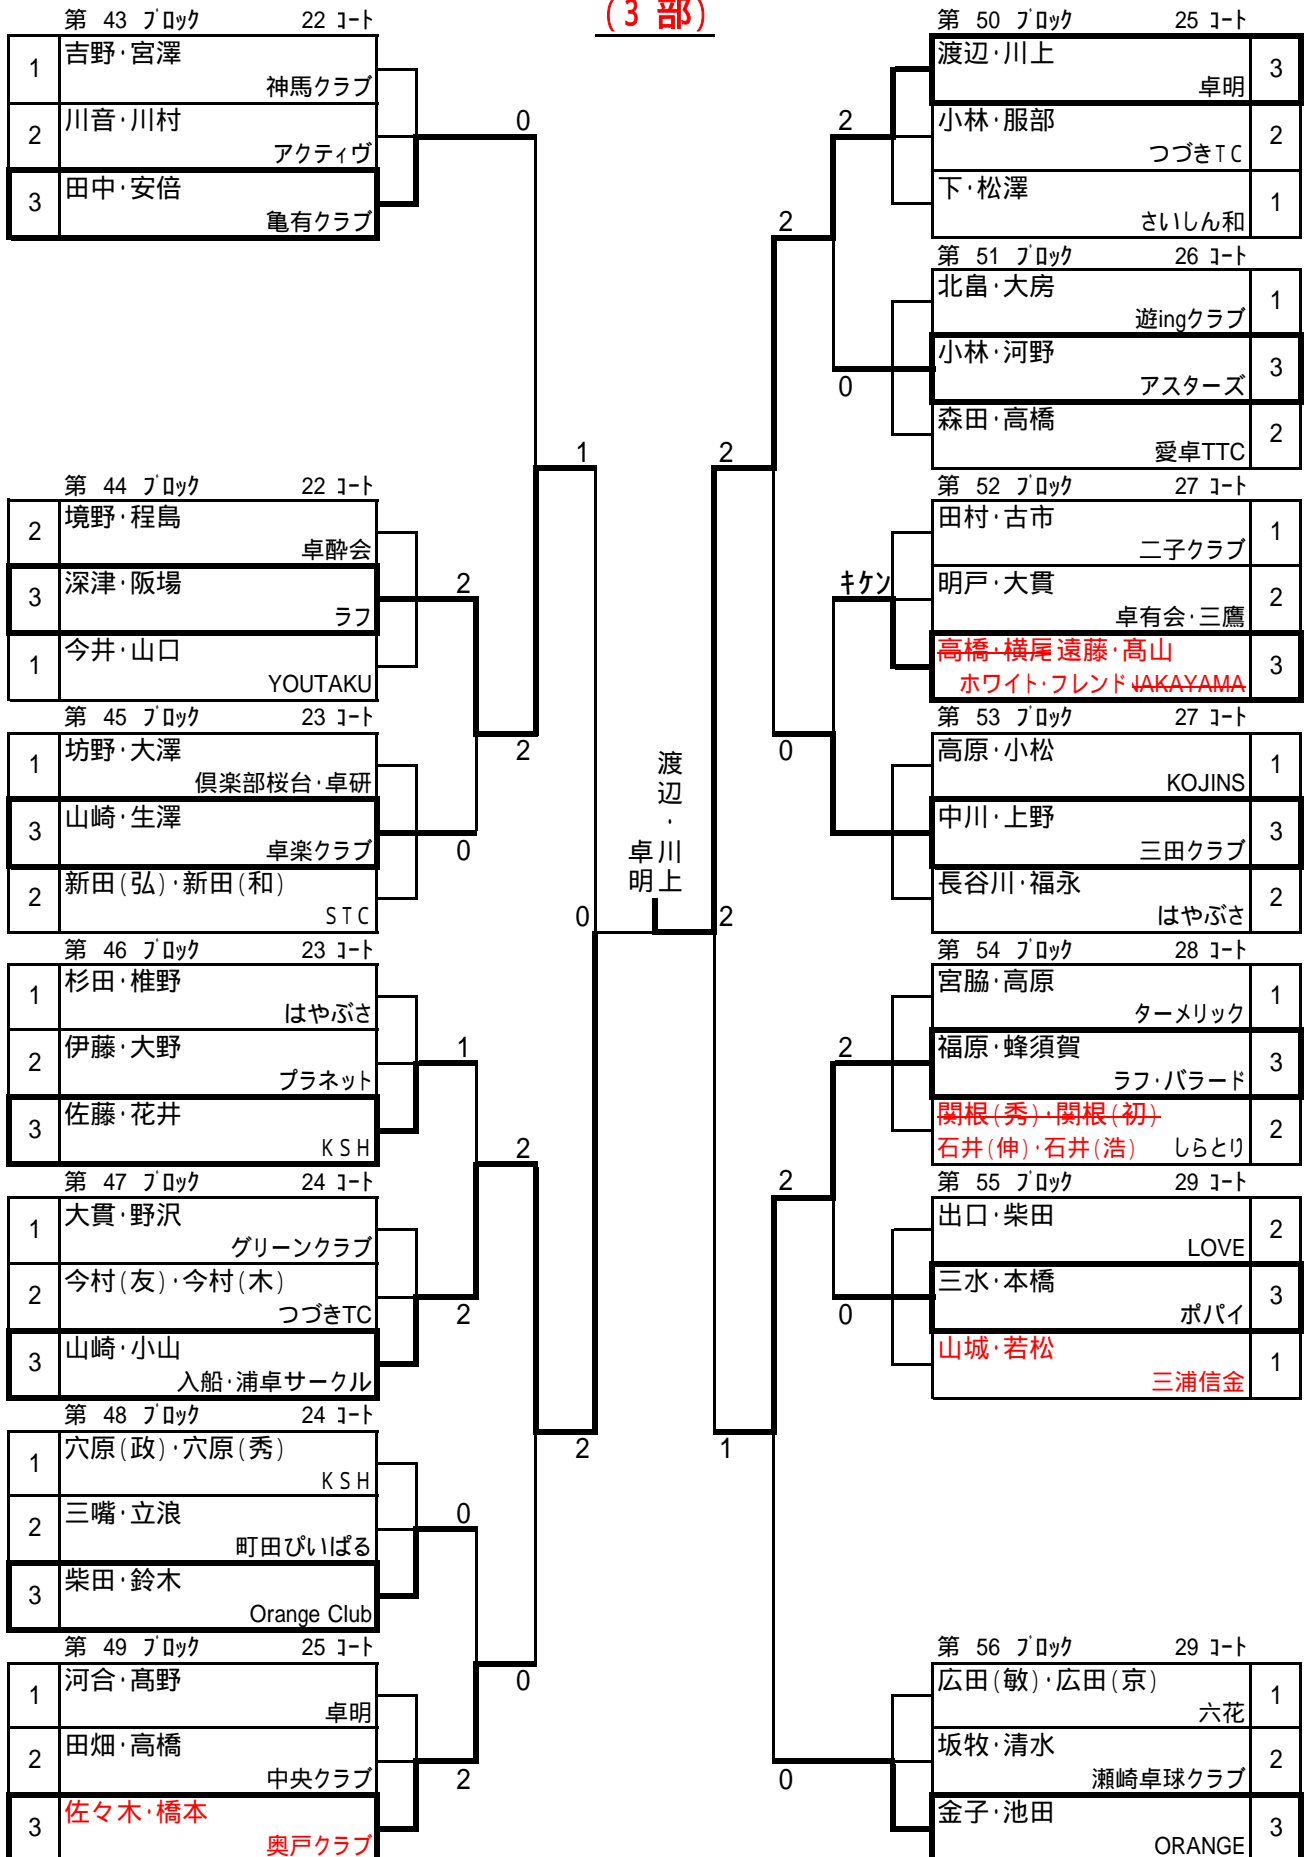 (3 部)
第 43 ブロック 22 コート
1 吉野・宮澤
神馬クラブ
2 川音・川村
アクティヴ
3 田中・安倍
亀有クラブ
0
第 44 ブロック 22 コート
2 境野・程島
卓酔会
3 深津・阪場
ラフ
1 今井・山口
YOUTAKU
2
第 45 ブロック 23 コート
1 坊野・大澤
倶楽部桜台・卓研
3 山崎・生澤
卓楽クラブ
2 新田(弘)・新田(和)
STC
0
2
1
第 46 ブロック 23 コート
1 杉田・椎野
はやぶさ
2 伊藤・大野
プラネット
3 佐藤・花井
KSH
1
第 47 ブロック 24 コート
1 大貫・野沢
グリーンクラブ
2 今村(友)・今村(木)
つづきTC
3 山崎・小山
入船・浦卓サークル
2
2
第 48 ブロック 24 コート
1 穴原(政)・穴原(秀)
KSH
2 三嘴・立浪
町田ぴいぱる
3 柴田・鈴木
Orange Club
0
第 49 ブロック 25 コート
1 河合・髙野
卓明
2 田畑・高橋
中央クラブ
3 佐々木・橋本
奥戸クラブ
2
0
2
0
渡辺・川上
卓明
2
第 50 ブロック 25 コート
渡辺・川上 3
卓明
小林・服部 2
つづきTC
下・松澤 1
さいしん和
2
第 51 ブロック 26 コート
北畠・大房 1
遊ingクラブ
小林・河野 3
アスターズ
森田・高橋 2
愛卓TTC
0
2
第 52 ブロック 27 コート
田村・古市 1
二子クラブ
明戸・大貫 2
卓有会・三鷹
高橋・横尾 遠藤・髙山 3
ホワイト・フレンド NAKAYAMA
キケン
第 53 ブロック 27 コート
高原・小松 1
KOJINS
中川・上野 3
三田クラブ
長谷川・福永 2
はやぶさ
0
2
第 54 ブロック 28 コート
宮脇・高原 1
ターメリック
福原・蜂須賀 3
ラフ・バラード
関根(秀)・関根(初) 2
石井(伸)・石井(浩) しらとり
2
第 55 ブロック 29 コート
出口・柴田 2
LOVE
三水・本橋 3
ポパイ
山城・若松 1
三浦信金
0
2
第 56 ブロック 29 コート
広田(敏)・広田(京) 1
六花
坂牧・清水 2
瀬崎卓球クラブ
金子・池田 3
ORANGE
0
1